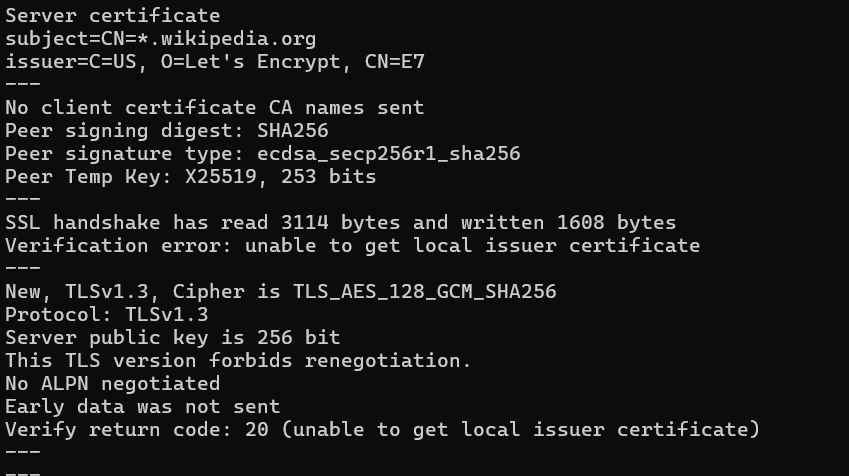 Server certificate
subject=CN=*.wikipedia.org
issuer=C=US, O=Let's Encrypt, CN=E7
---
No client certificate CA names sent
Peer signing digest: SHA256
Peer signature type: ecdsa_secp256r1_sha256
Peer Temp Key: X25519, 253 bits
---
SSL handshake has read 3114 bytes and written 1608 bytes
Verification error: unable to get local issuer certificate
---
New, TLSv1.3, Cipher is TLS_AES_128_GCM_SHA256
Protocol: TLSv1.3
Server public key is 256 bit
This TLS version forbids renegotiation.
No ALPN negotiated
Early data was not sent
Verify return code: 20 (unable to get local issuer certificate)
---
---